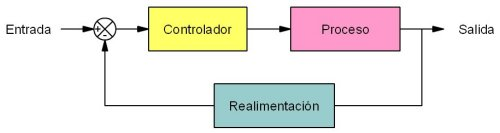 Entrada + - Controlador Proceso Salida
Realimentación